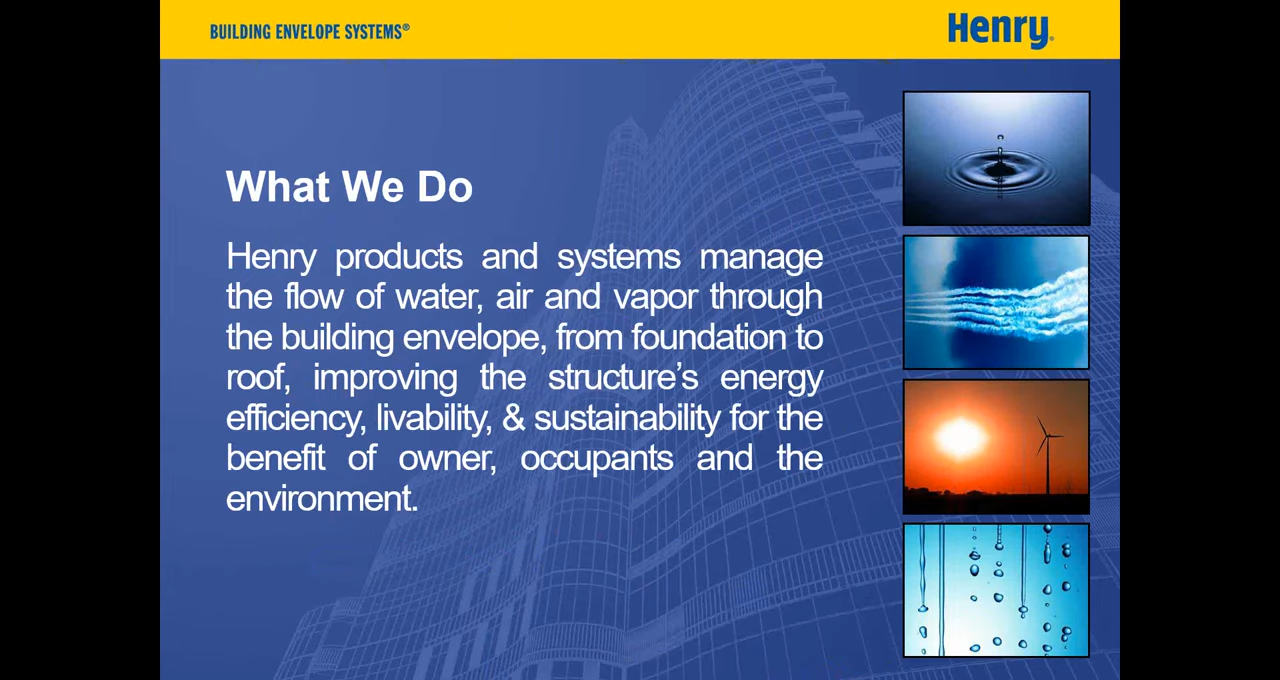 BUILDING ENVELOPE SYSTEMS®
Henry®
What We Do
Henry products and systems manage
the flow of water, air and vapor through
the building envelope, from foundation to
roof, improving the structure’s energy
efficiency, livability, & sustainability for the
benefit of owner, occupants and the
environment.